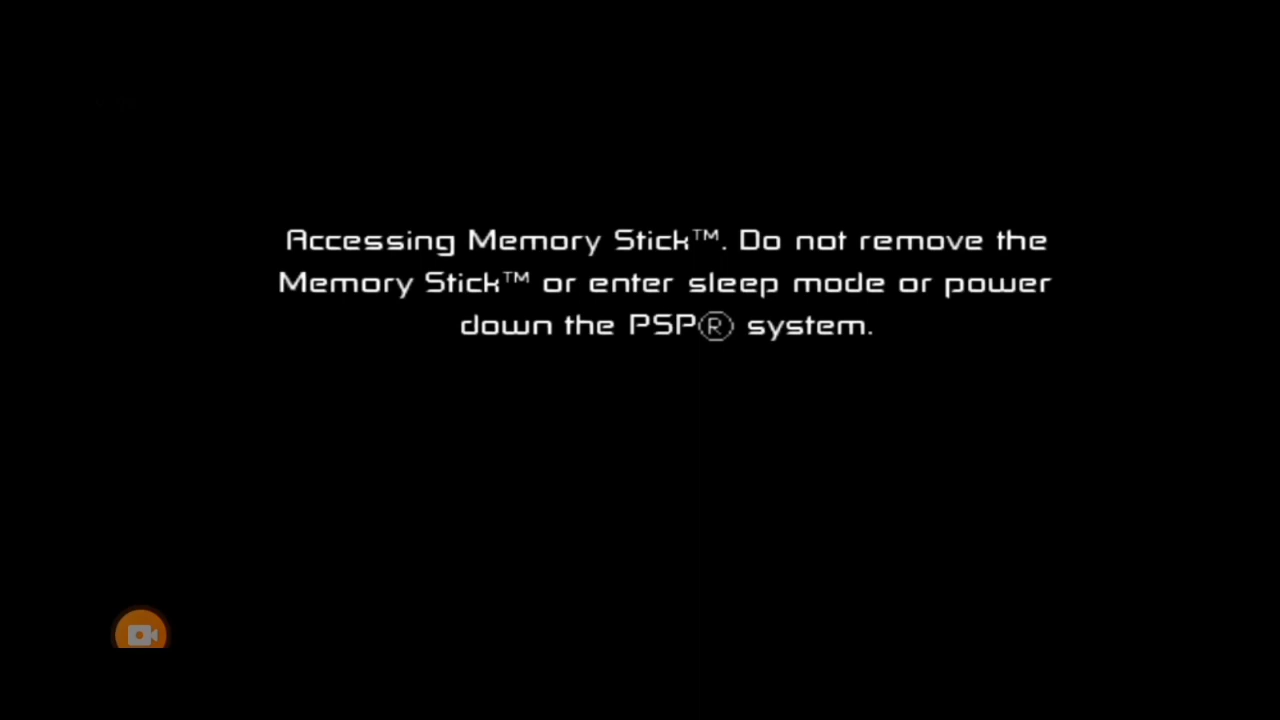 Accessing Memory Stick™. Do not remove the
Memory Stick™ or enter sleep mode or power
down the PSP® system.